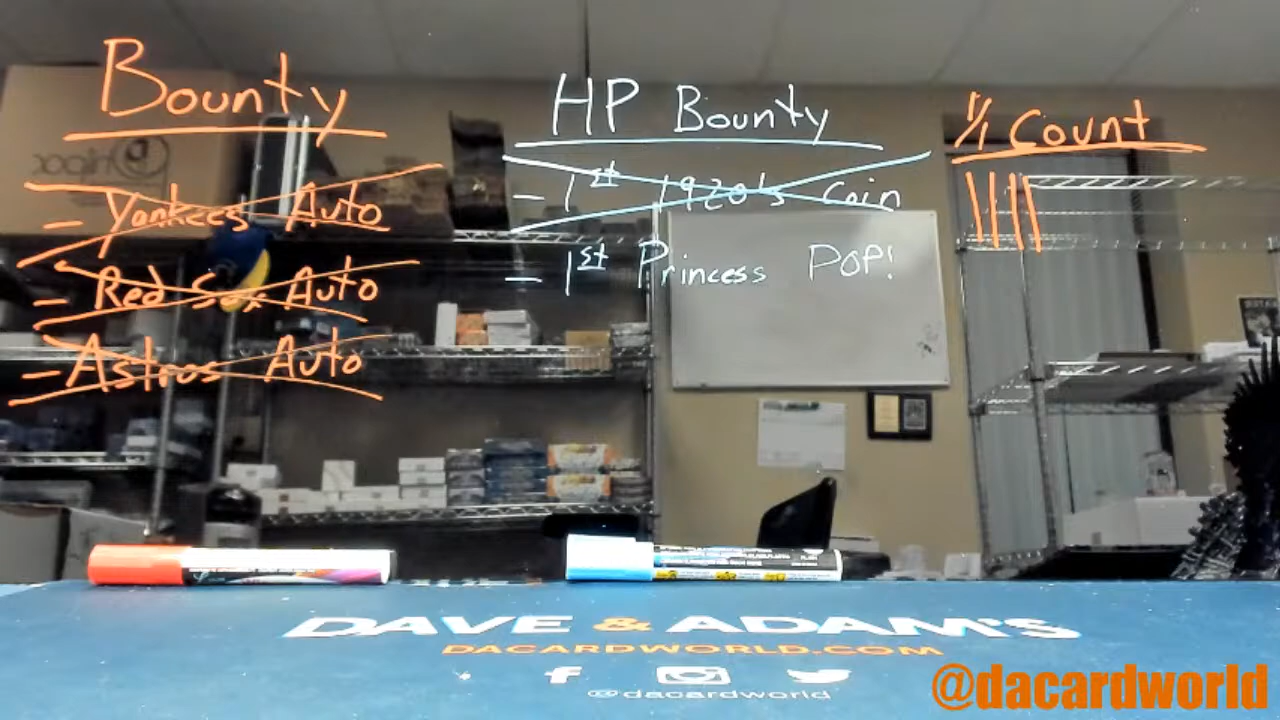 Bounty
- Yankees Auto
- Red Sox Auto
- Astros Auto
HP Bounty
- 1st 1920's Coin
- 1st Princess POP!
1/1 Count
DAVE & ADAM'S
DACARDWORLD.COM
@dacardworld
@dacardworld